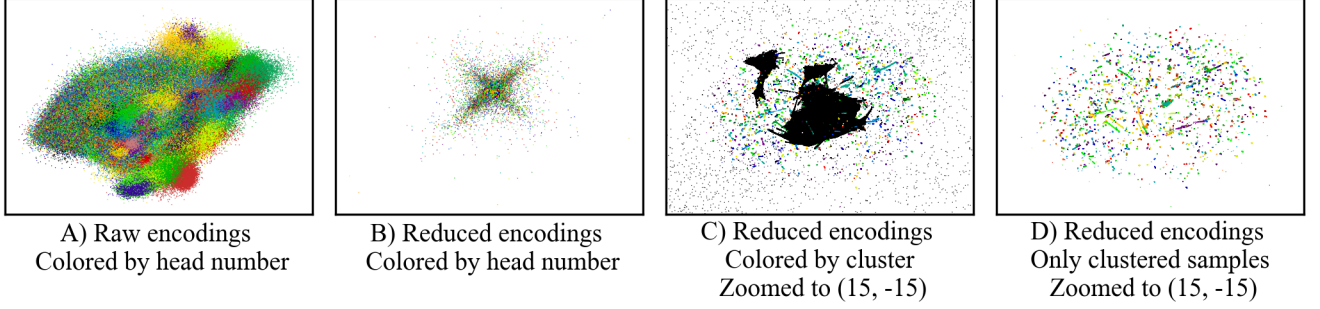 A) Raw encodings
Colored by head number
B) Reduced encodings
Colored by head number
C) Reduced encodings
Colored by cluster
Zoomed to (15, -15)
D) Reduced encodings
Only clustered samples
Zoomed to (15, -15)